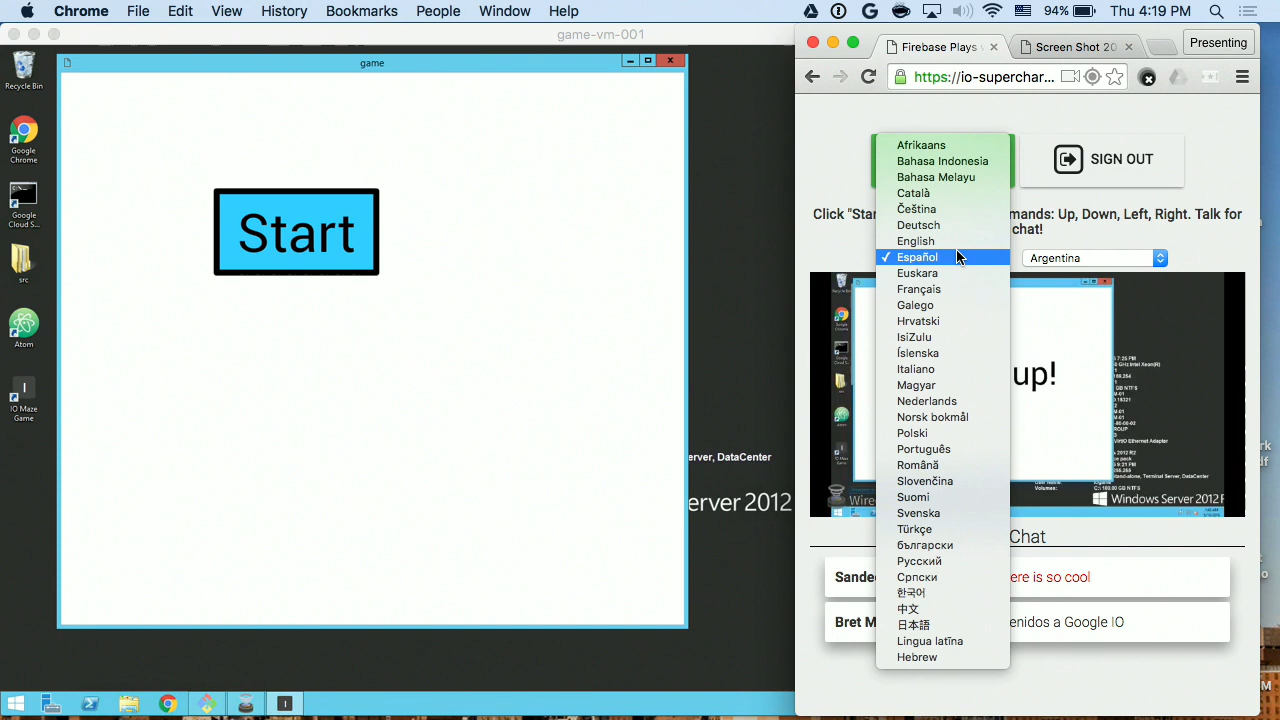 Chrome File Edit View History Bookmarks People Window Help 94% Thu 4:19 PM
game-vm-001
Recycle Bin
Google Chrome
Google Cloud S...
src
Atom
IO Maze Game
game
Start
erver, DataCenter
erver 2012
Firebase Plays
Screen Shot 20
Presenting
https://io-superchar...
SIGN OUT
Click "Star
mmands: Up, Down, Left, Right. Talk for
chat!
Argentina
Afrikaans
Bahasa Indonesia
Bahasa Melayu
Català
Čeština
Deutsch
English
✓ Español
Euskara
Français
Galego
Hrvatski
IsiZulu
Íslenska
Italiano
Magyar
Nederlands
Norsk bokmål
Polski
Português
Română
Slovenčina
Suomi
Svenska
Türkçe
български
Русский
Српски
한국어
中文
日本語
Lingua latīna
Hebrew
up!
Windows Server 2012
Chat
Sande
ere is so cool
Bret M
enidos a Google IO